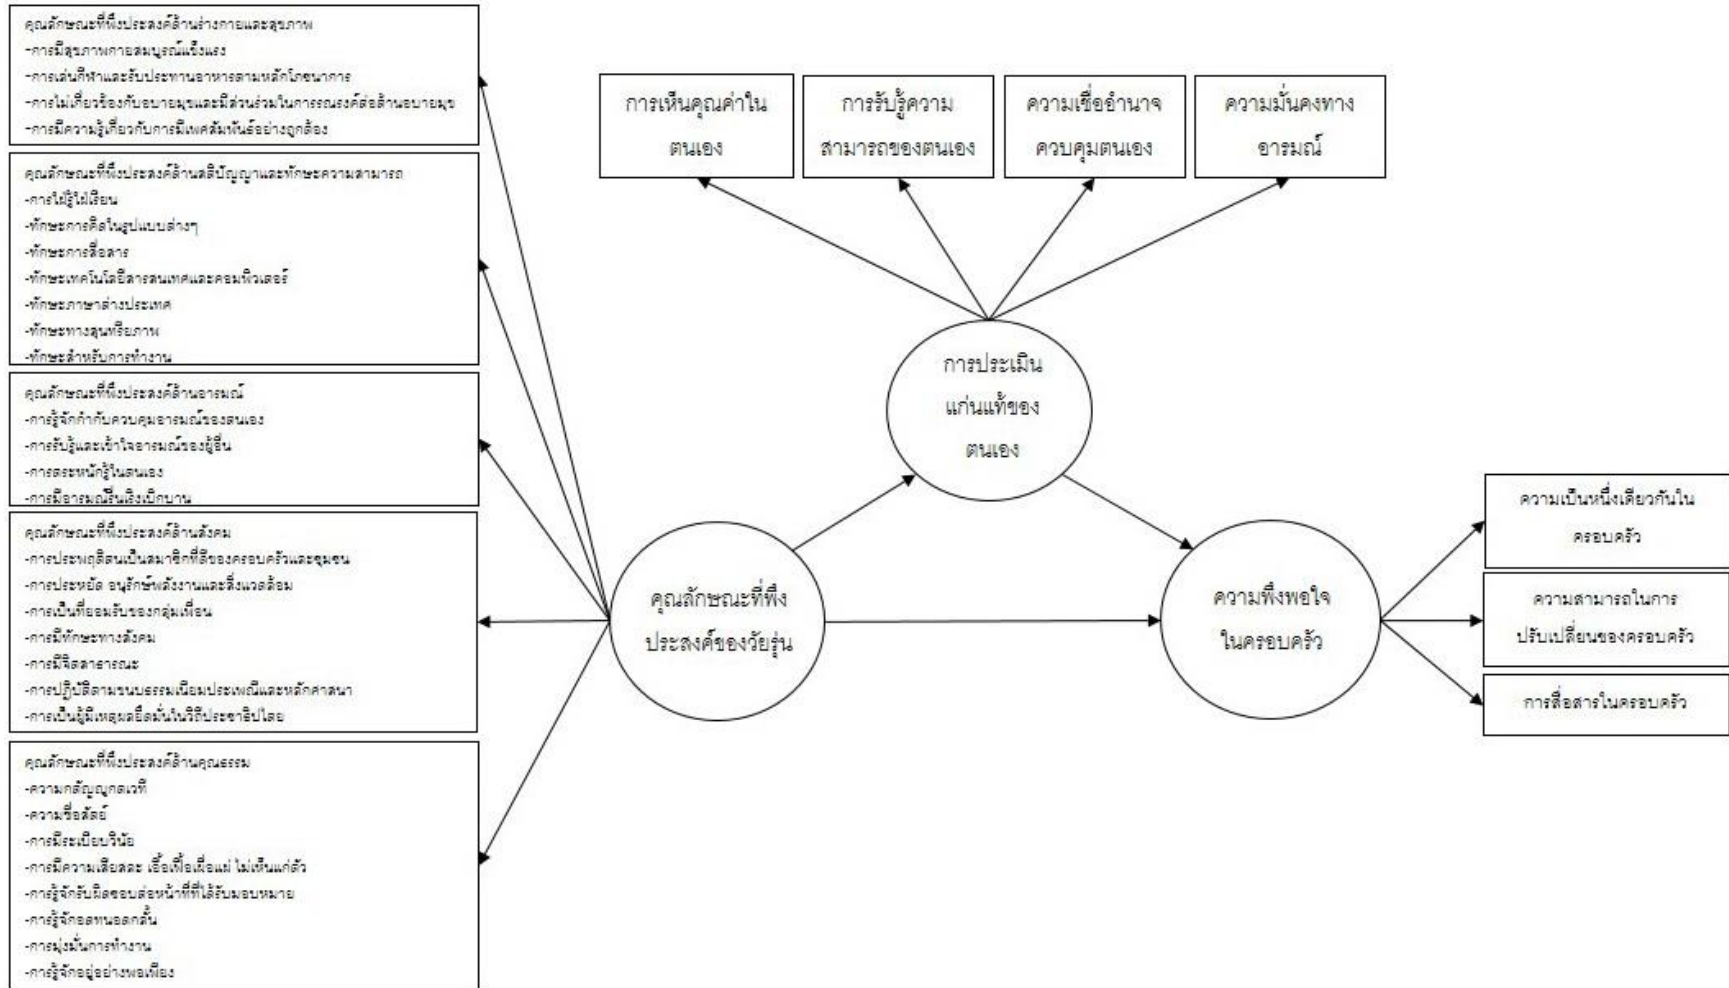 คุณลักษณะที่พึงประสงค์ด้านร่างกายและสุขภาพ
-การมีสุขภาพกายสมบูรณ์แข็งแรง
-การเล่นกีฬาและรับประทานอาหารตามหลักโภชนาการ
-การไม่เกี่ยวข้องกับอบายมุขและมีส่วนร่วมในการรณรงค์ต่อต้านอบายมุข
-การมีความรู้เกี่ยวกับการมีเพศสัมพันธ์อย่างถูกต้อง
คุณลักษณะที่พึงประสงค์ด้านสติปัญญาและทักษะความสามารถ
-การใฝ่รู้ใฝ่เรียน
-ทักษะการคิดในรูปแบบต่างๆ
-ทักษะการสื่อสาร
-ทักษะเทคโนโลยีสารสนเทศและคอมพิวเตอร์
-ทักษะภาษาต่างประเทศ
-ทักษะทางสุนทรียภาพ
-ทักษะสำหรับการทำงาน
คุณลักษณะที่พึงประสงค์ด้านอารมณ์
-การรู้จักกำกับควบคุมอารมณ์ของตนเอง
-การรับรู้และเข้าใจอารมณ์ของผู้อื่น
-การตระหนักรู้ในตนเอง
-การมีอารมณ์รื่นเริงเบิกบาน
คุณลักษณะที่พึงประสงค์ด้านสังคม
-การประพฤติตนเป็นสมาชิกที่ดีของครอบครัวและชุมชน
-การประหยัด อนุรักษ์พลังงานและสิ่งแวดล้อม
-การเป็นที่ยอมรับของกลุ่มเพื่อน
-การมีทักษะทางสังคม
-การมีจิตสาธารณะ
-การปฏิบัติตามขนบธรรมเนียมประเพณีและหลักศาสนา
-การเป็นผู้มีเหตุผลยึดมั่นในวิถีประชาธิปไตย
คุณลักษณะที่พึงประสงค์ด้านคุณธรรม
-ความกตัญญูกตเวที
-ความซื่อสัตย์
-การมีระเบียบวินัย
-การมีความเสียสละ เอื้อเฟื้อเผื่อแผ่ ไม่เห็นแก่ตัว
-การรู้จักรับผิดชอบต่อหน้าที่ที่ได้รับมอบหมาย
-การรู้จักอดทนอดกลั้น
-การมุ่งมั่นการทำงาน
-การรู้จักอยู่อย่างพอเพียง
การเห็นคุณค่าใน
ตนเอง
การรับรู้ความ
สามารถของตนเอง
ความเชื่ออำนาจ
ควบคุมตนเอง
ความมั่นคงทาง
อารมณ์
การประเมิน
แก่นแท้ของ
ตนเอง
คุณลักษณะที่พึง
ประสงค์ของวัยรุ่น
ความพึงพอใจ
ในครอบครัว
ความเป็นหนึ่งเดียวกันใน
ครอบครัว
ความสามารถในการ
ปรับเปลี่ยนของครอบครัว
การสื่อสารในครอบครัว